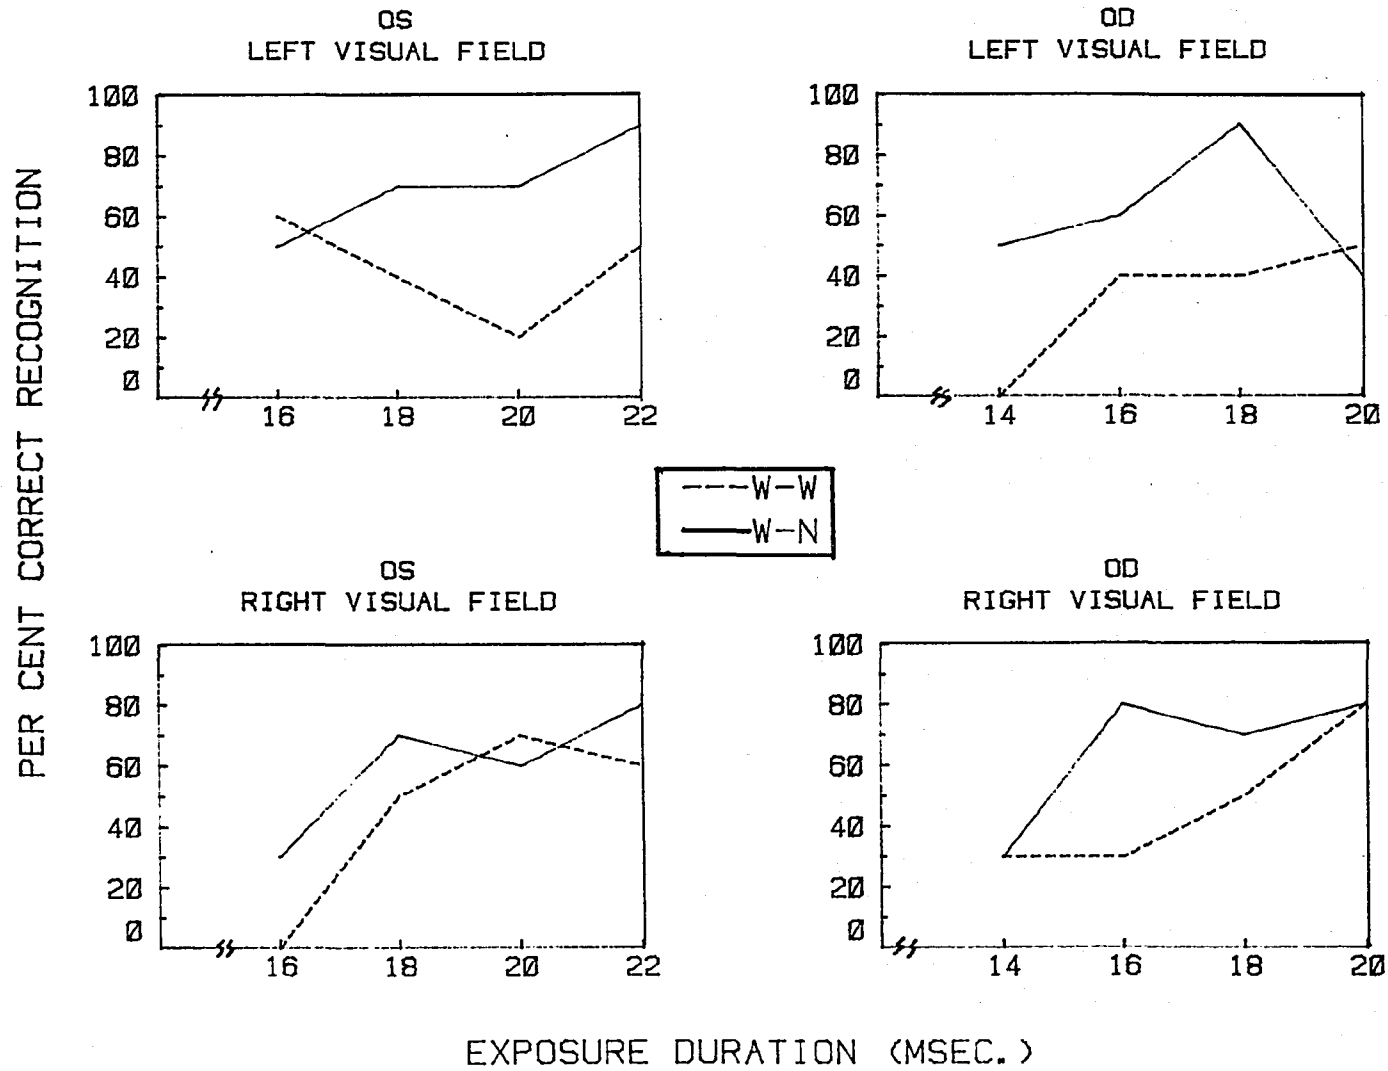 OS
LEFT VISUAL FIELD
100
80
60
40
20
0
16 18 20 22
OD
LEFT VISUAL FIELD
100
80
60
40
20
0
14 16 18 20
PER CENT CORRECT RECOGNITION
W-W
W-N
OS
RIGHT VISUAL FIELD
100
80
60
40
20
0
16 18 20 22
OD
RIGHT VISUAL FIELD
100
80
60
40
20
0
14 16 18 20
EXPOSURE DURATION (MSEC.)